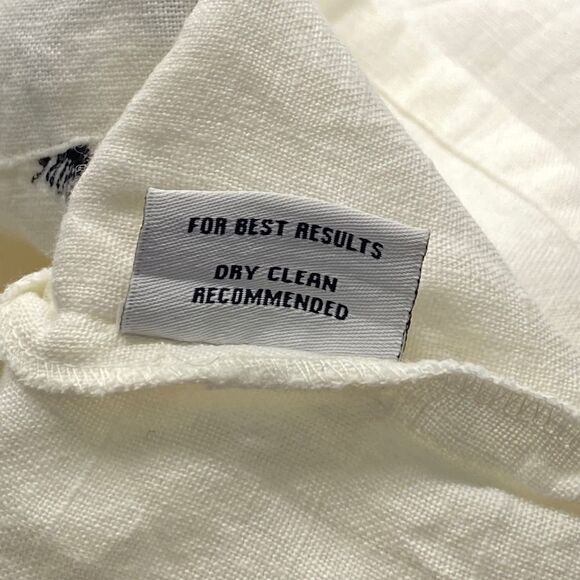 FOR BEST RESULTS
DRY CLEAN
RECOMMENDED